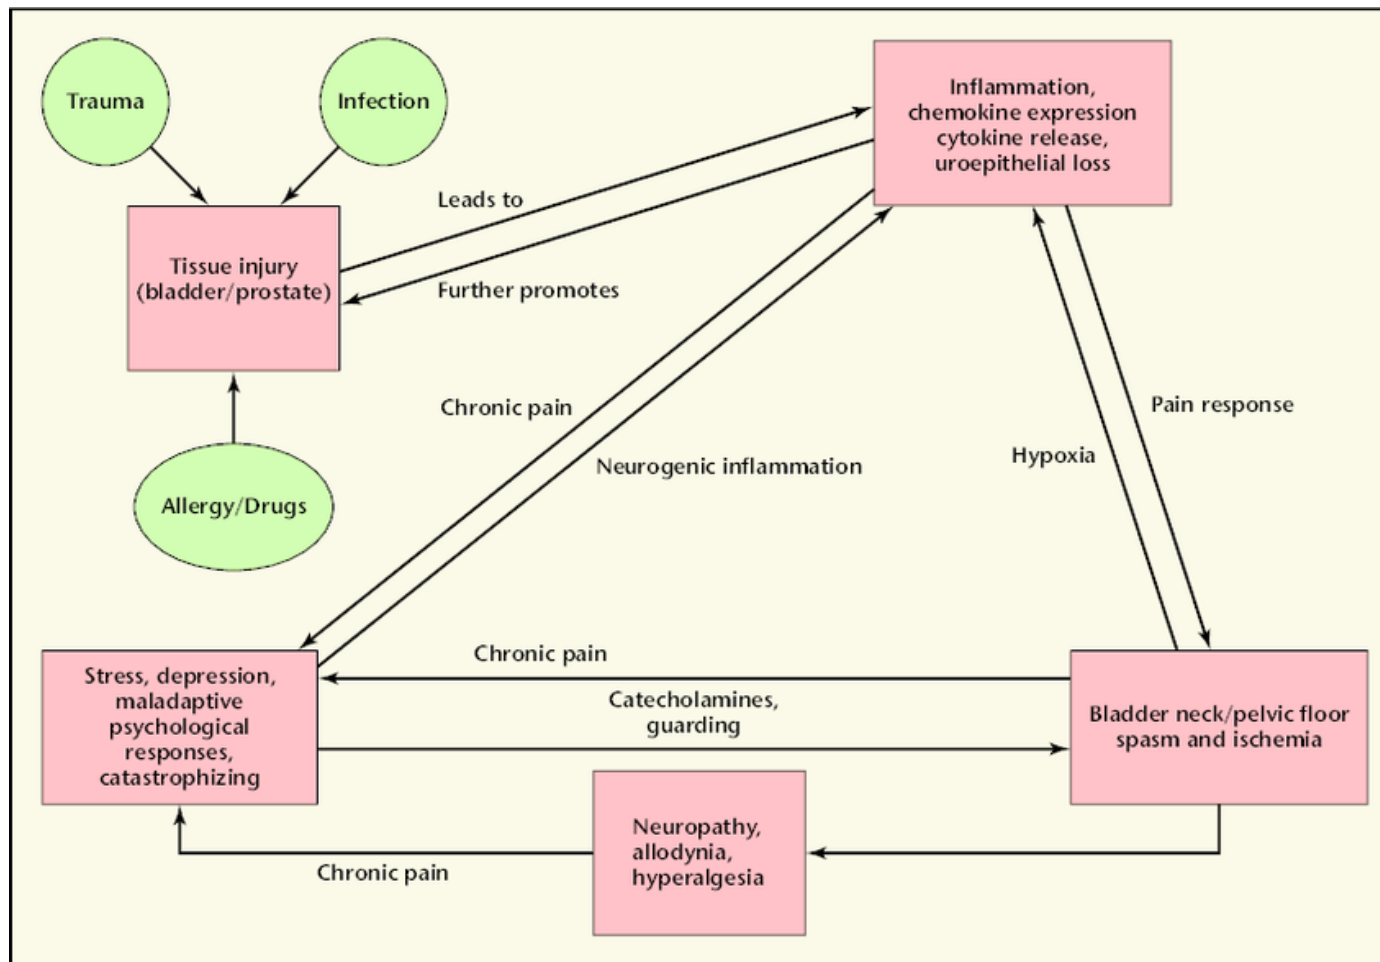 Trauma
Infection
Inflammation,
chemokine expression
cytokine release,
uroepithelial loss
Leads to
Tissue injury
(bladder/prostate)
Further promotes
Chronic pain
Pain response
Hypoxia
Neurogenic inflammation
Allergy/Drugs
Chronic pain
Stress, depression,
maladaptive
psychological
responses,
catastrophizing
Catecholamines,
guarding
Bladder neck/pelvic floor
spasm and ischemia
Neuropathy,
allodynia,
hyperalgesia
Chronic pain